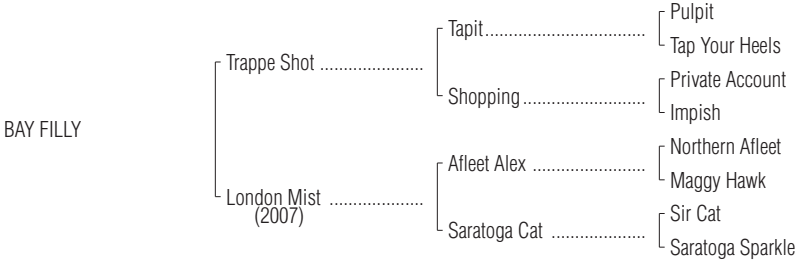 Pulpit
Tapit..................................
Tap Your Heels
Trappe Shot ......................
Private Account
Shopping..........................
Impish
BAY FILLY
Northern Afleet
Afleet Alex ........................
Maggy Hawk
London Mist ....................
(2007)
Sir Cat
Saratoga Cat ....................
Saratoga Sparkle